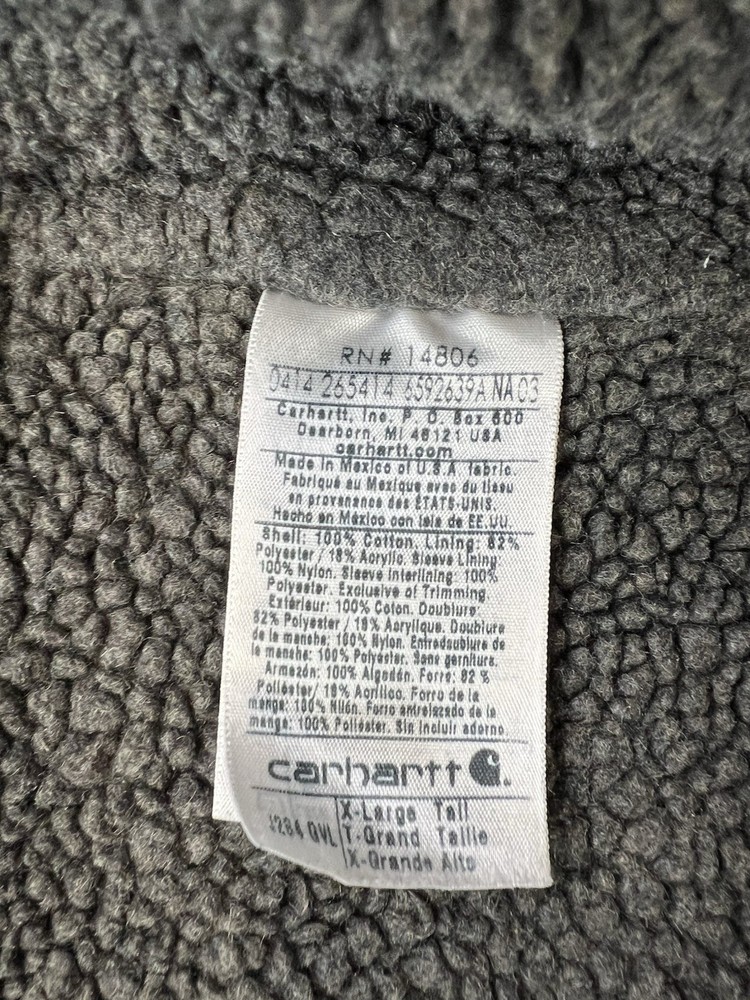 RN# 14806
0414 265414 6592639A NA 03
Carhartt, Inc. P. O. Box 600
Dearborn, MI 48121 USA
carhartt.com
Made in Mexico of U.S.A. fabric.
Fabriqué au Mexique avec du tissu
en provenance des ÉTATS-UNIS.
Hecho en México con tela de EE.UU.
Shell: 100% Cotton. Lining: 82%
Polyester / 18% Acrylic. Sleeve Lining
100% Nylon. Sleeve Interlining: 100%
Polyester. Exclusive of Trimming.
Extérieur: 100% Coton. Doublure:
82% Polyester / 18% Acrylique. Doublure
de la manche: 100% Nylon. Entredoublure de
la manche: 100% Polyester. Sans garniture.
Armazón: 100% Algodón. Forro: 82 %
Poliéster/ 18% Acrílico. Forro de la
manga: 100% Nilón. Forro entrelazado de la
manga: 100% Poliéster. Sin incluir adorno.
carhartt
J284 GVL
X-Large Tall
T-Grand Taille
X-Grande Alto